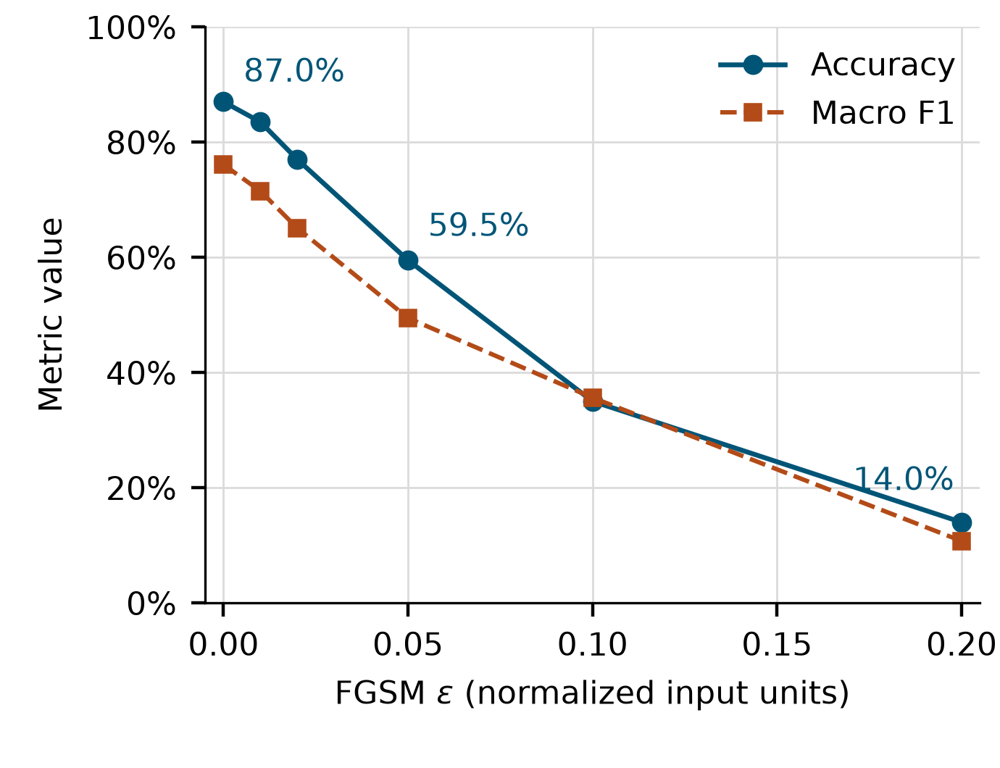 100%
80%
60%
40%
20%
0%
Metric value
87.0%
59.5%
14.0%
Accuracy
Macro F1
0.00 0.05 0.10 0.15 0.20
FGSM ε (normalized input units)